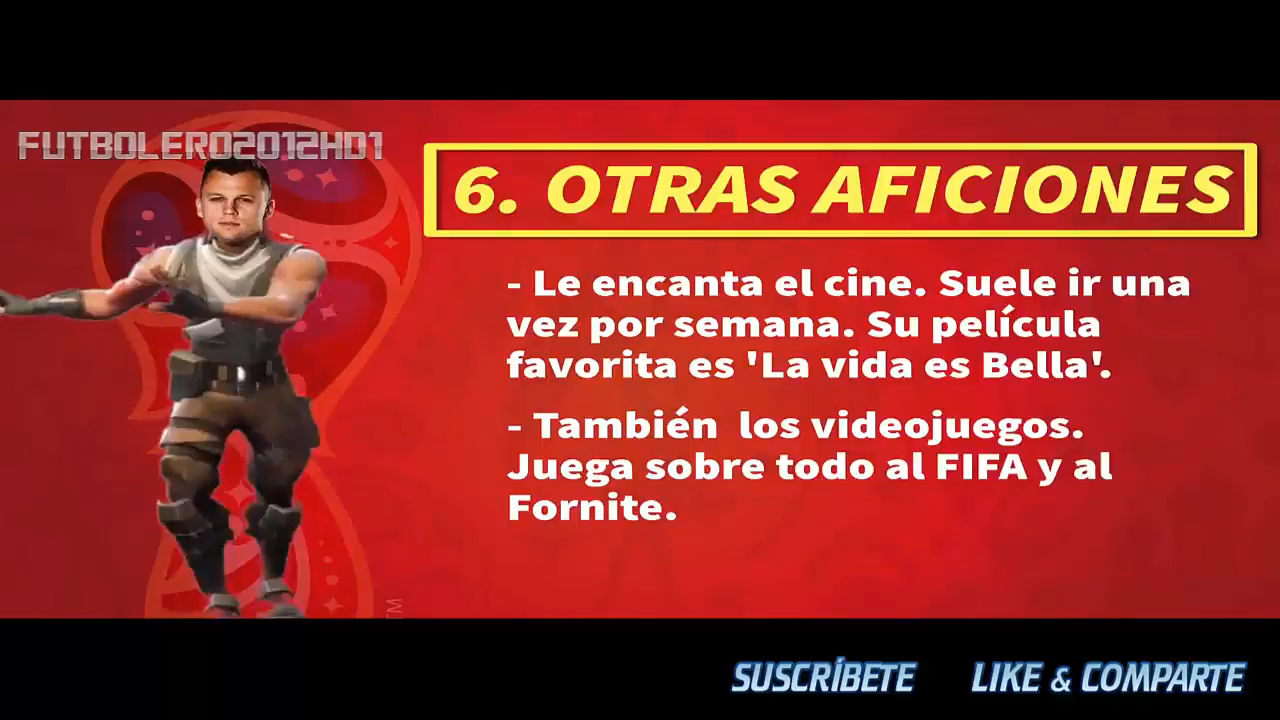 FUTBOLERO2012HD1
6. OTRAS AFICIONES
- Le encanta el cine. Suele ir una
vez por semana. Su película
favorita es 'La vida es Bella'.
- También  los videojuegos.
Juega sobre todo al FIFA y al
Fornite.
TM
SUSCRÍBETE
LIKE & COMPARTE